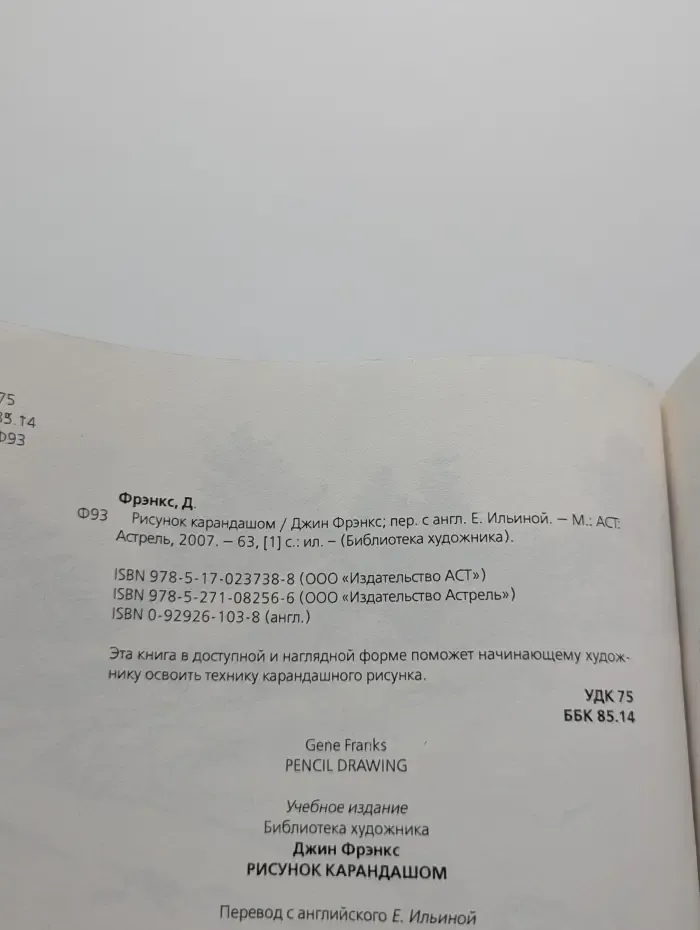 75
85.14
Ф93
Фрэнкс, Д.
Ф93 Рисунок карандашом / Джин Фрэнкс; пер. с англ. Е. Ильиной. – М.: АСТ:
Астрель, 2007. – 63, [1] с.: ил. – (Библиотека художника).
ISBN 978-5-17-023738-8 (ООО «Издательство АСТ»)
ISBN 978-5-271-08256-6 (ООО «Издательство Астрель»)
ISBN 0-92926-103-8 (англ.)
Эта книга в доступной и наглядной форме поможет начинающему худож-
нику освоить технику карандашного рисунка.
УДК 75
ББК 85.14
Gene Franks
PENCIL DRAWING
Учебное издание
Библиотека художника
Джин Фрэнкс
РИСУНОК КАРАНДАШОМ
Перевод с английского Е. Ильиной